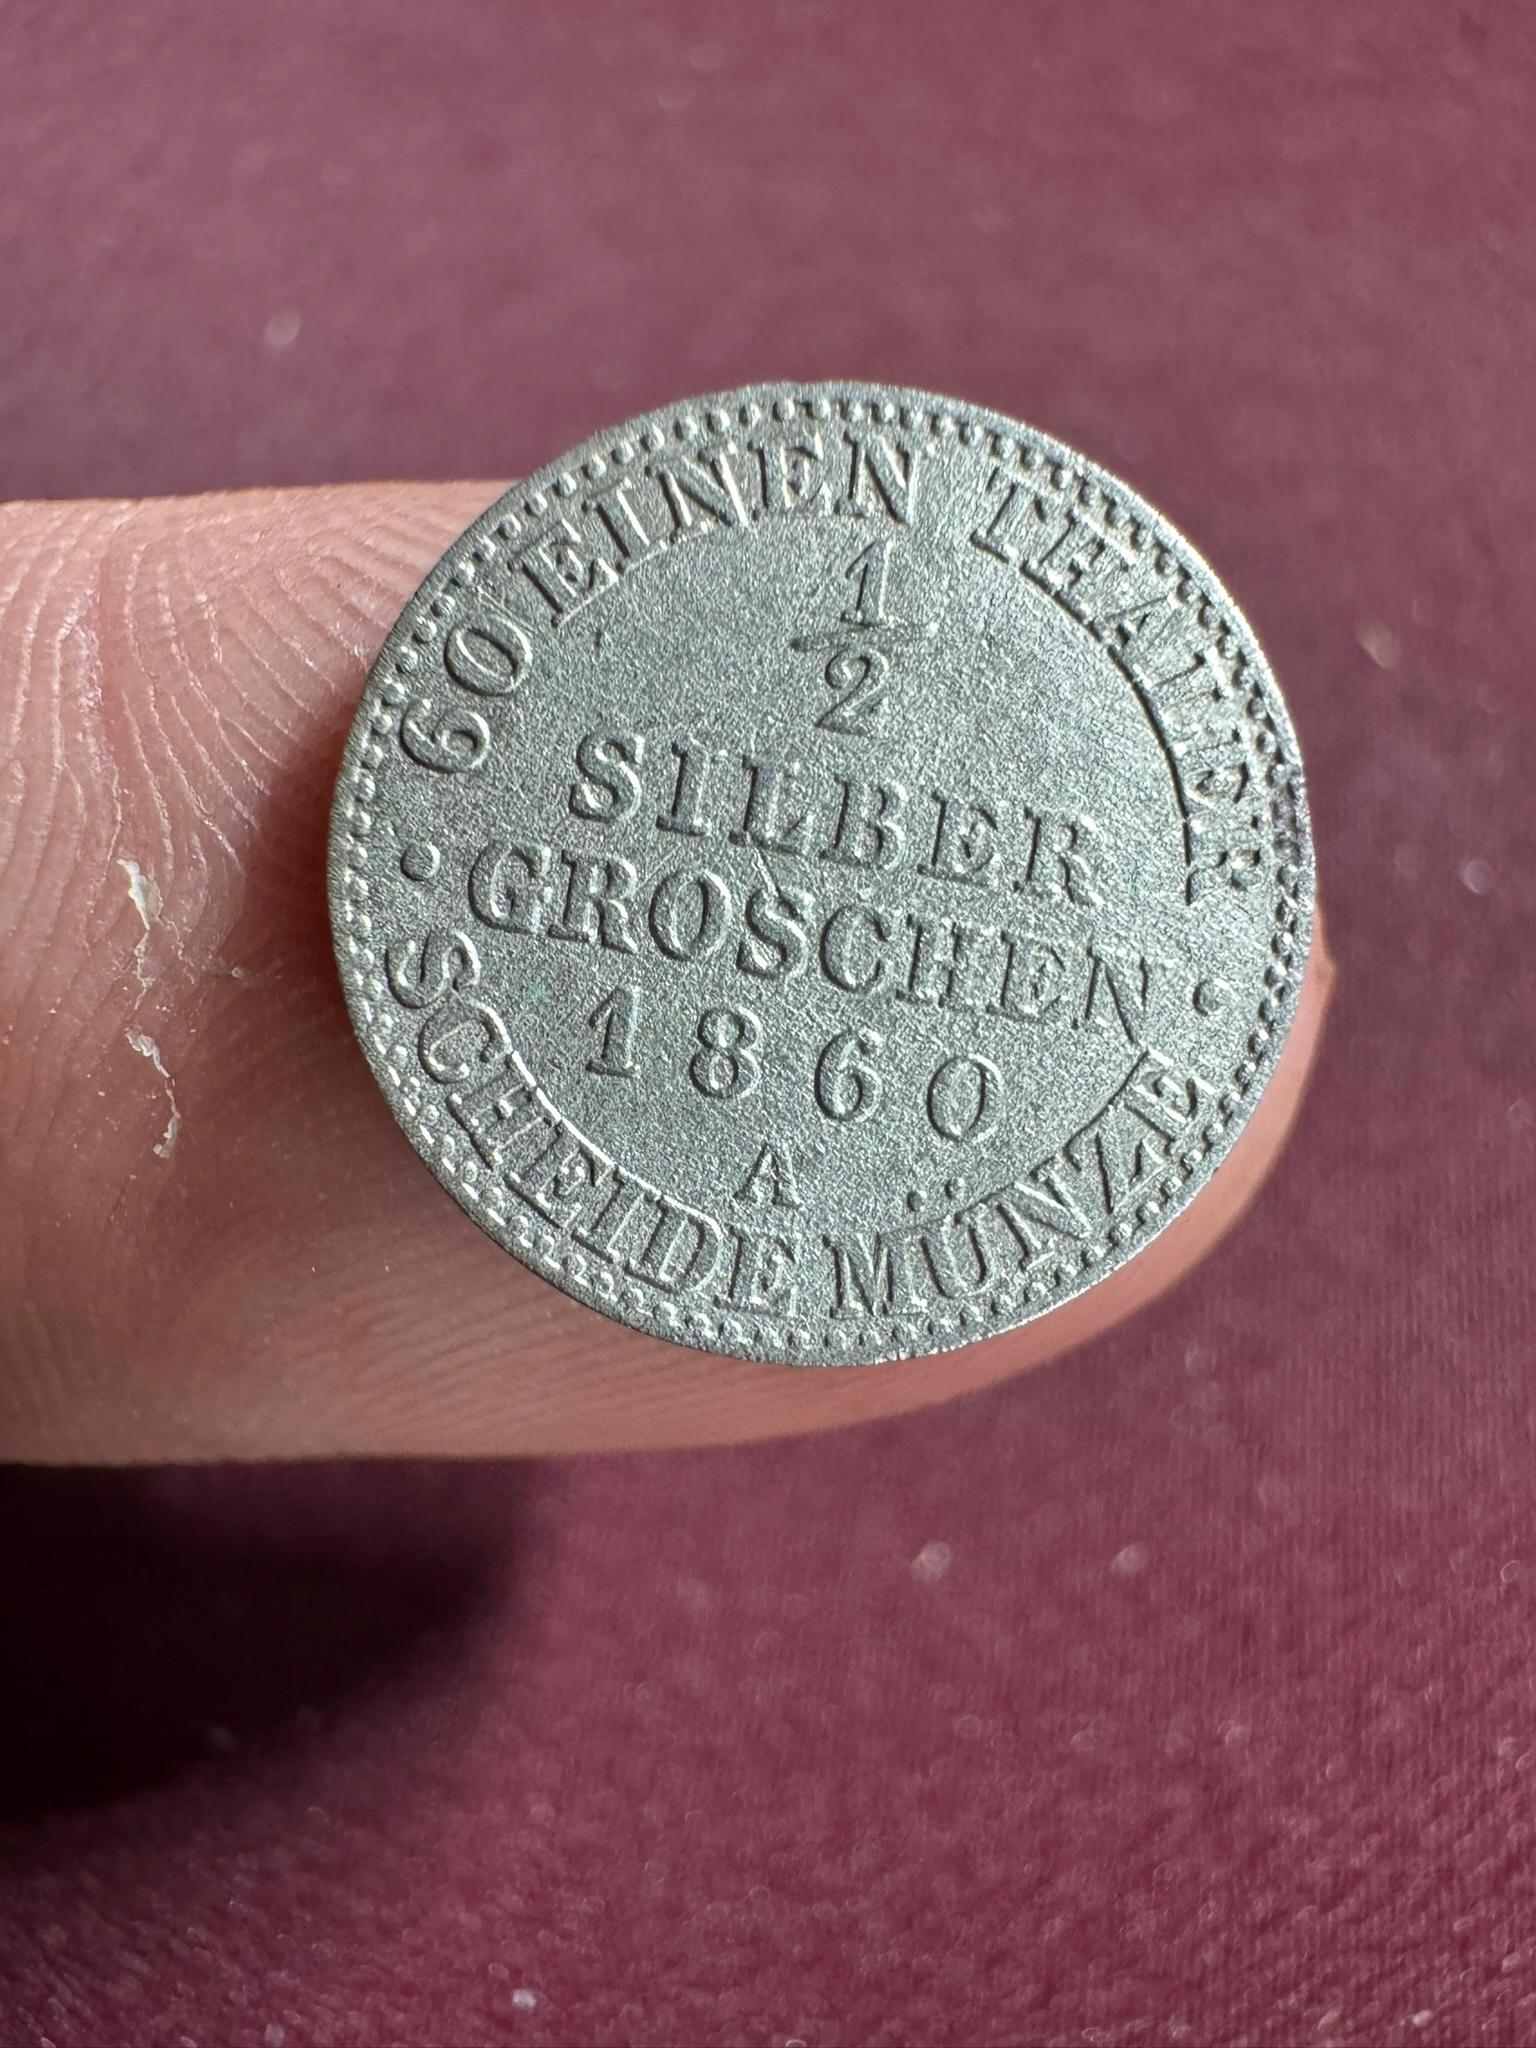 60 EINEN THALER
1/2
SILBER
GROSCHEN
1860
A
SCHEIDE MÜNZE